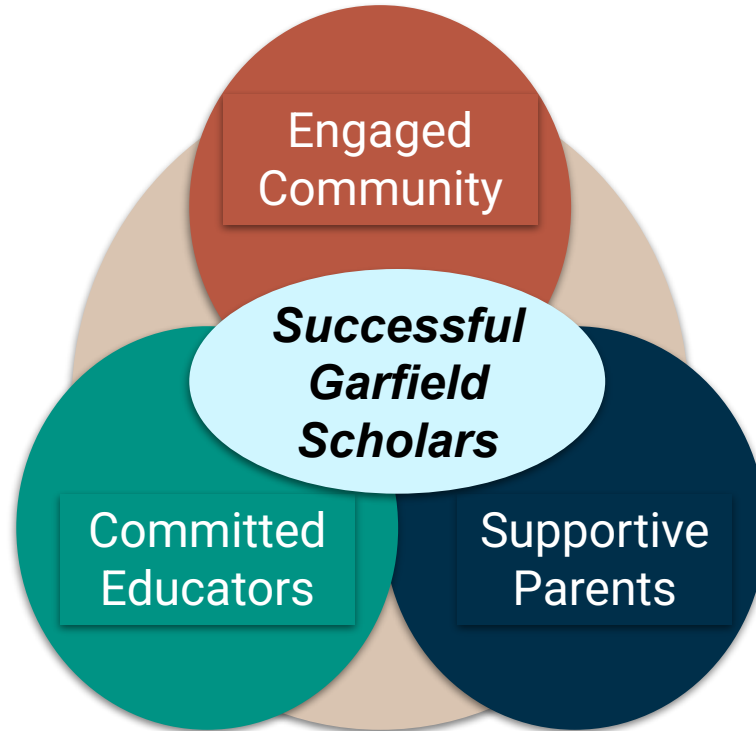 Engaged
Community
Successful
Garfield
Scholars
Committed
Educators
Supportive
Parents